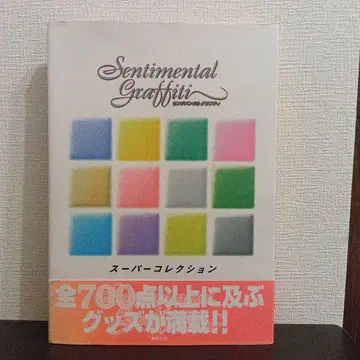 Sentimental
Graffiti
センチメンタル グラフティ
スーパーコレクション
全700点以上に及ぶ
グッズが満載!!